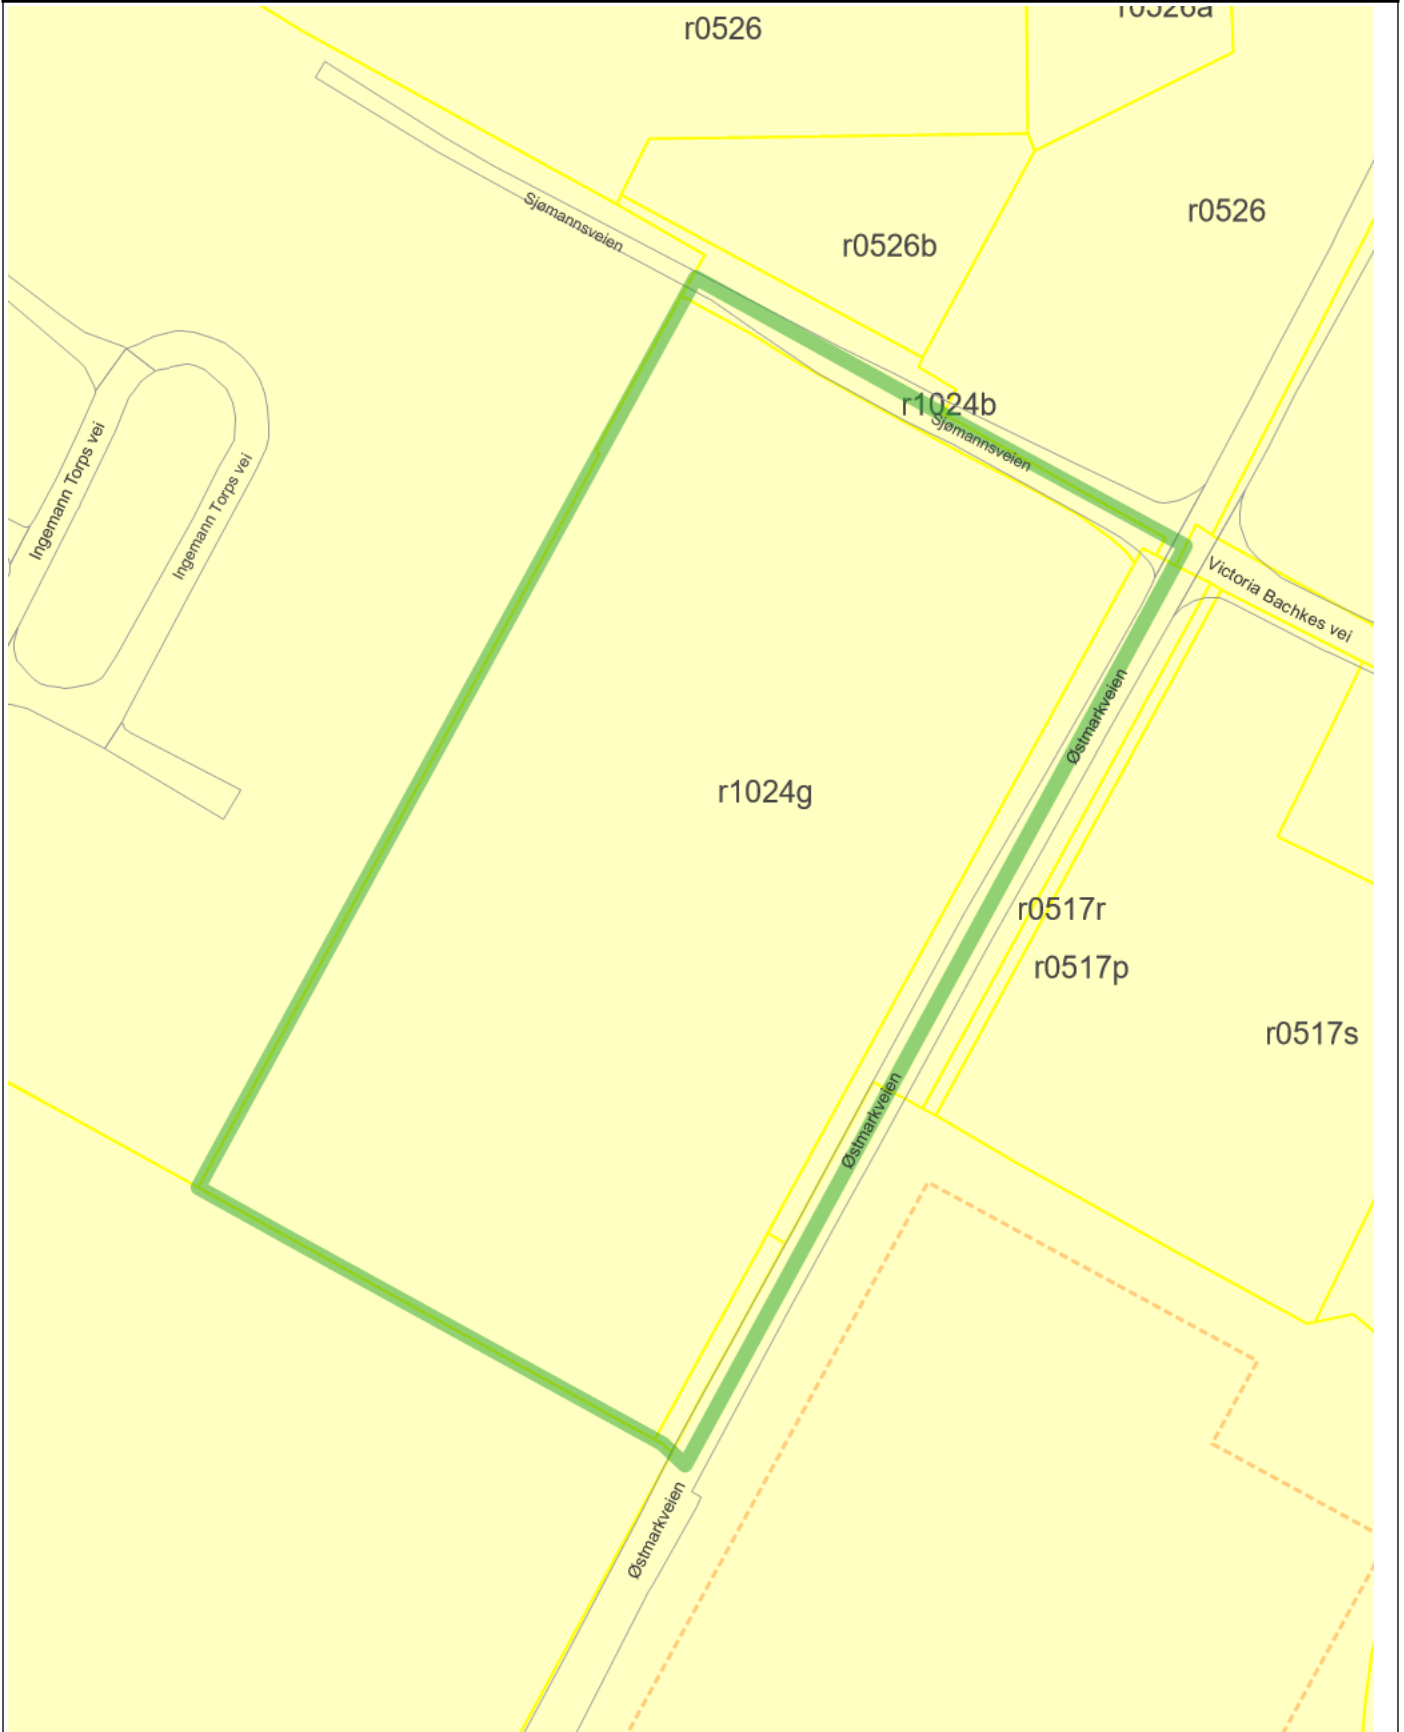 r0526
r0526a
r0526
r0526b
Sjømannsveien
r1024b
Sjømannsveien
Ingemann Torps vei
Ingemann Torps vei
Victoria Bachkes vei
Østmarkveien
r1024g
r0517r
r0517p
r0517s
Østmarkveien
Østmarkveien